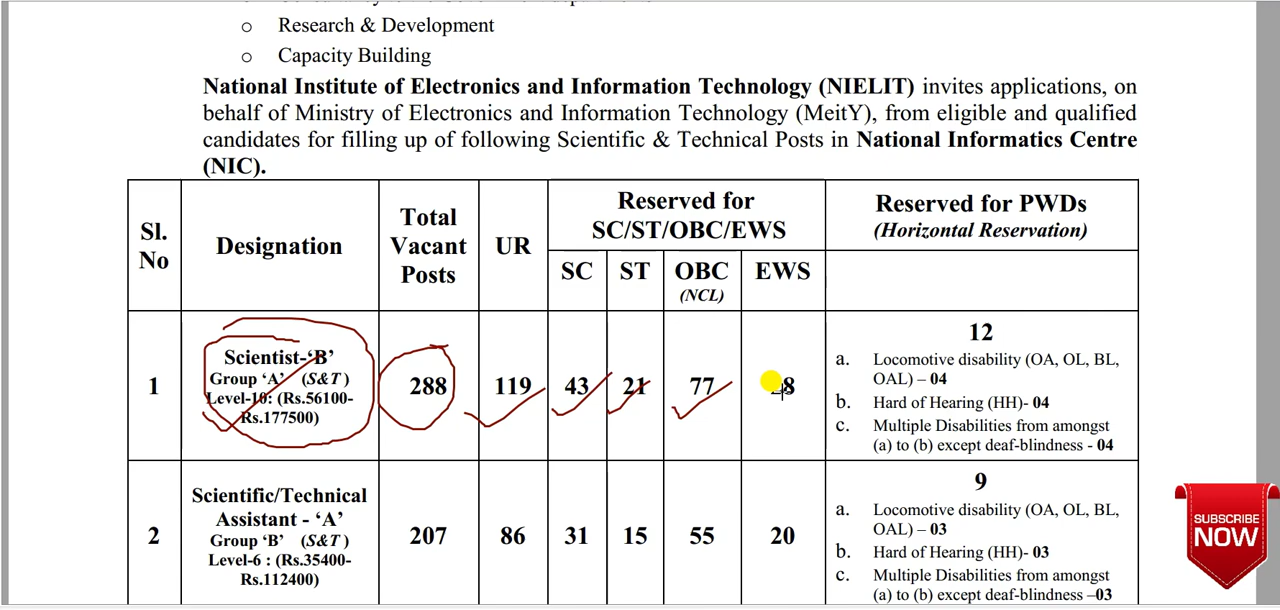 o Research & Development
o Capacity Building
National Institute of Electronics and Information Technology (NIELIT) invites applications, on
behalf of Ministry of Electronics and Information Technology (MeitY), from eligible and qualified
candidates for filling up of following Scientific & Technical Posts in National Informatics Centre
(NIC).
Sl. No
Designation
Total Vacant Posts
UR
Reserved for
SC/ST/OBC/EWS
Reserved for PWDs
(Horizontal Reservation)
SC
ST
OBC
(NCL)
EWS
1
Scientist-‘B’
Group ‘A’ (S&T)
Level-10: (Rs.56100-
Rs.177500)
288
119
43
21
77
12
a. Locomotive disability (OA, OL, BL,
OAL) – 04
b. Hard of Hearing (HH)- 04
c. Multiple Disabilities from amongst
(a) to (b) except deaf-blindness - 04
2
Scientific/Technical
Assistant - ‘A’
Group ‘B’ (S&T)
Level-6 : (Rs.35400-
Rs.112400)
207
86
31
15
55
20
9
a. Locomotive disability (OA, OL, BL,
OAL) – 03
b. Hard of Hearing (HH)- 03
c. Multiple Disabilities from amongst
(a) to (b) except deaf-blindness –03
SUBSCRIBE
NOW